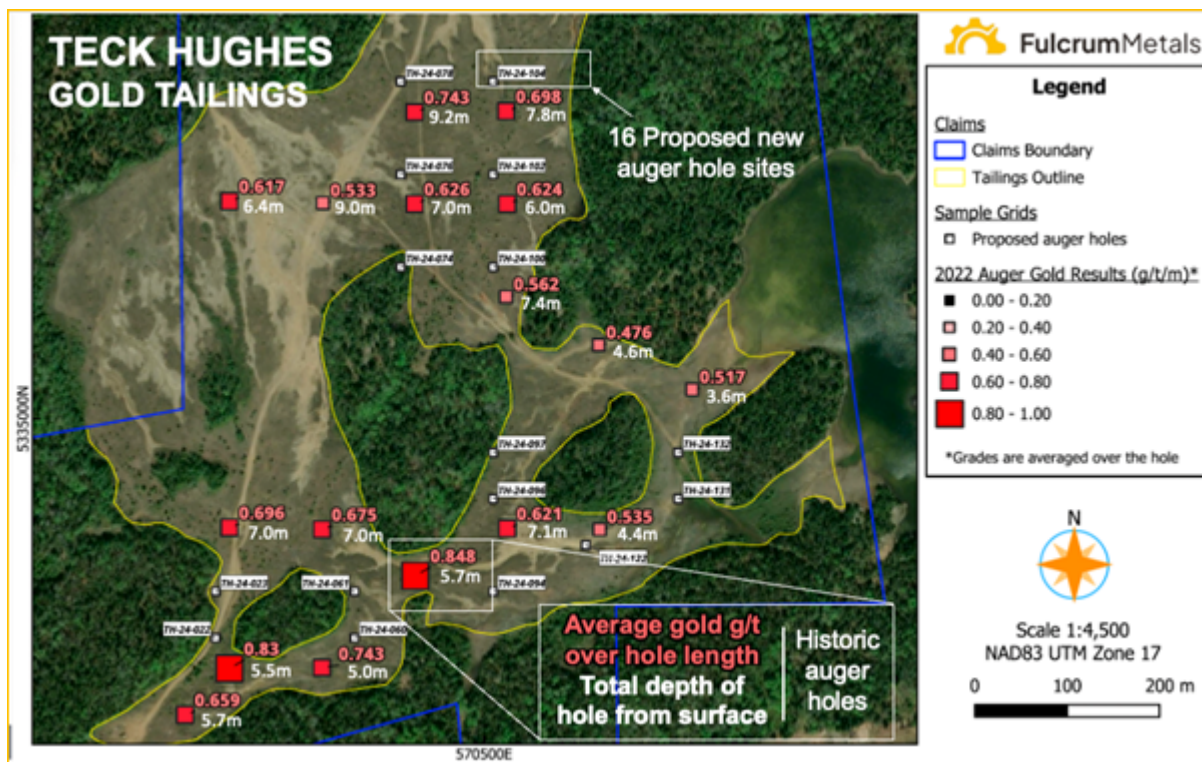 TECK HUGHES
GOLD TAILINGS
TH-24-078
TH-24-104
0.743
9.2m
0.698
7.8m
16 Proposed new
auger hole sites
TH-24-076
TH-24-102
0.617
6.4m
0.533
9.0m
0.626
7.0m
0.624
6.0m
TH-24-074
TH-24-100
0.562
7.4m
0.476
4.6m
0.517
3.6m
TH-24-097
TH-24-132
TH-24-096
TH-24-131
0.696
7.0m
0.675
7.0m
0.621
7.1m
0.535
4.4m
0.848
5.7m
TH-24-023
TH-24-061
TH-24-094
TH-24-022
TH-24-060
0.83
5.5m
0.743
5.0m
0.659
5.7m
Average gold g/t
over hole length
Total depth of
hole from surface
Historic
auger
holes
5335000N
570500E
FulcrumMetals
Legend
Claims
Claims Boundary
Tailings Outline
Sample Grids
Proposed auger holes
2022 Auger Gold Results (g/t/m)*
0.00 - 0.20
0.20 - 0.40
0.40 - 0.60
0.60 - 0.80
0.80 - 1.00
*Grades are averaged over the hole
N
Scale 1:4,500
NAD83 UTM Zone 17
0 100 200 m